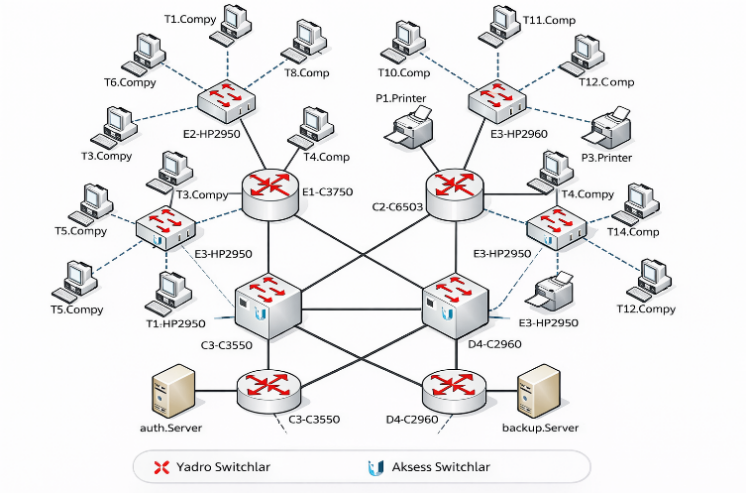 T1.Compy
T11.Comp
T6.Compy
T8.Comp
T10.Comp
T12.Comp
P1.Printer
E2-HP2950
E3-HP2960
T3.Compy
T4.Comp
P3.Printer
T3.Compy
E1-C3750
C2-C6503
T4.Compy
T5.Compy
T14.Comp
E3-HP2950
E3-HP2950
T5.Compy
T1.HP2950
E3-HP2950
T12.Compy
C3-C3550
D4-C2960
auth.Server
C3-C3550
D4-C2960
backup.Server
Yadro Switchlar
Aksess Switchlar